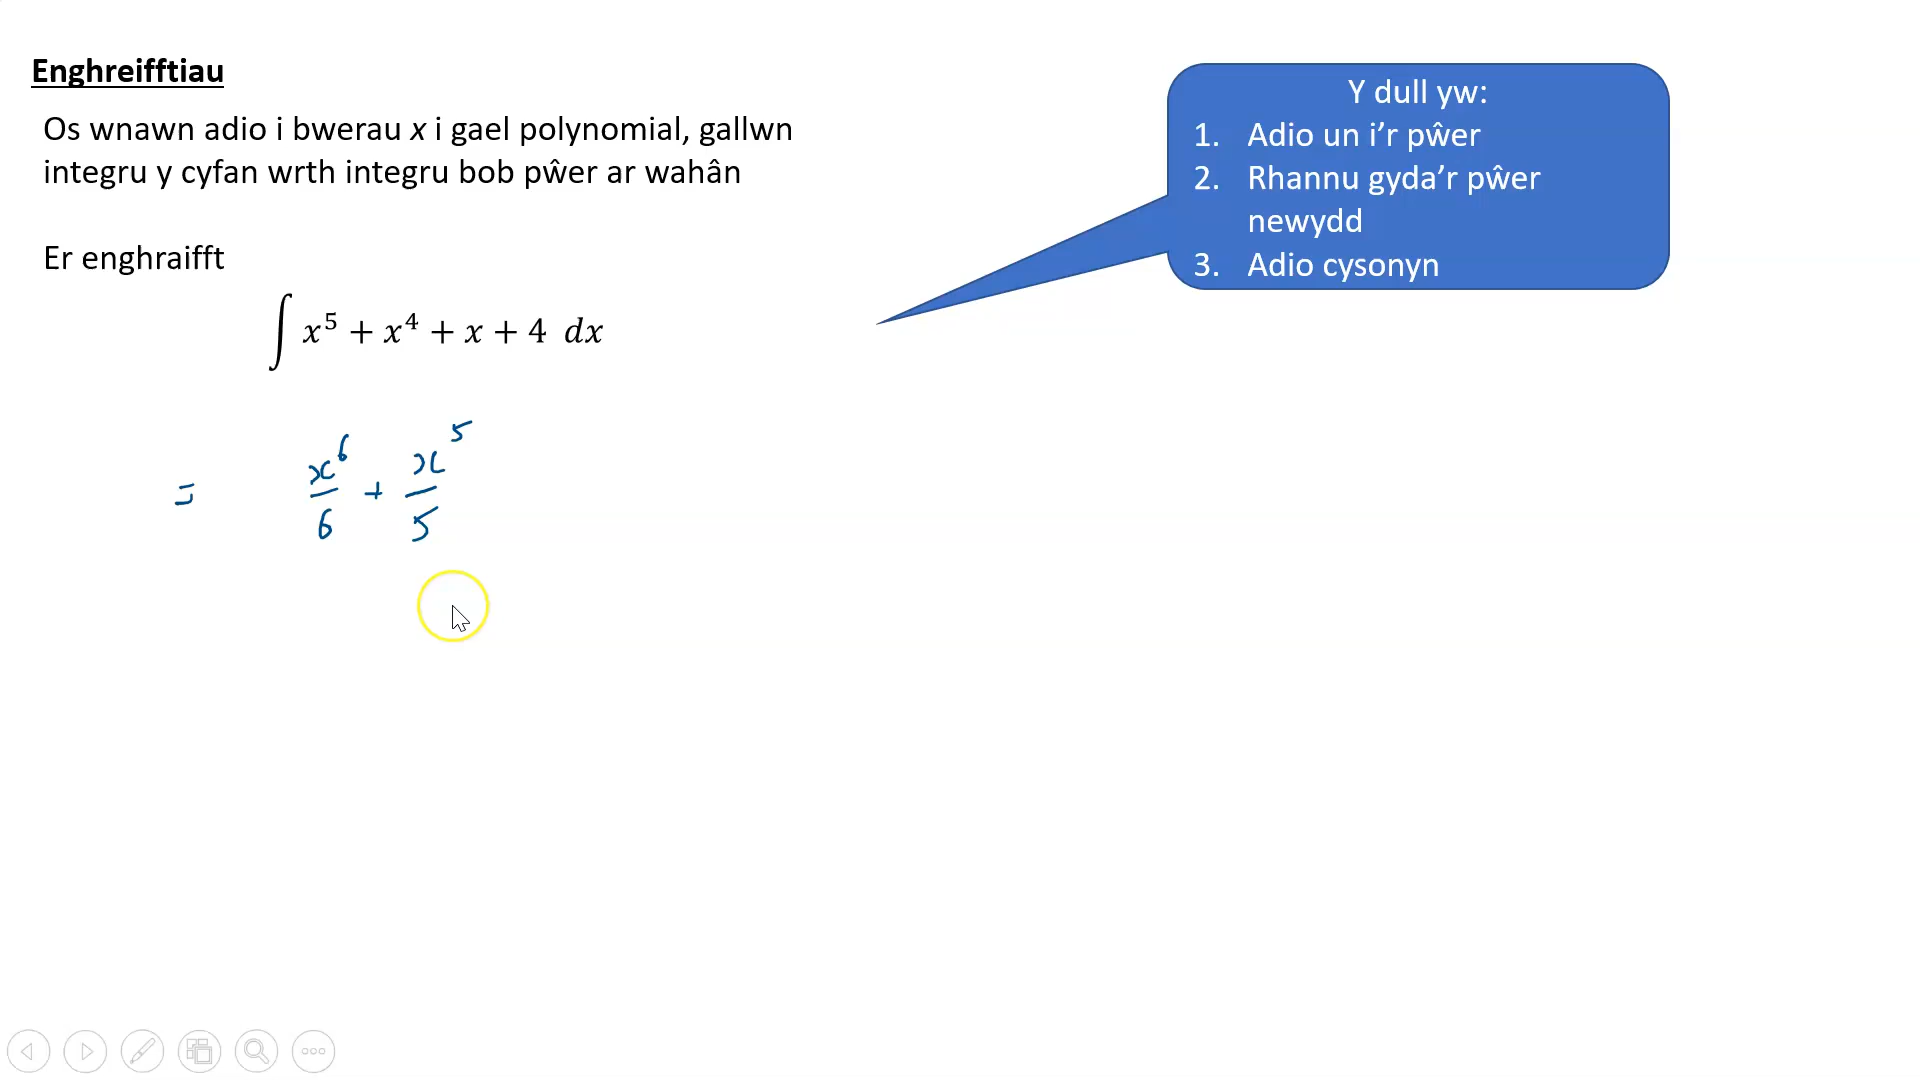 Enghreifftiau
Os wnawn adio i bwerau x i gael polynomial, gallwn
integru y cyfan wrth integru bob pŵer ar wahân
Er enghraifft
∫ x⁵ + x⁴ + x + 4 dx
= x⁶/6 + x⁵/5
Y dull yw:
1. Adio un i’r pŵer
2. Rhannu gyda’r pŵer
newydd
3. Adio cysonyn